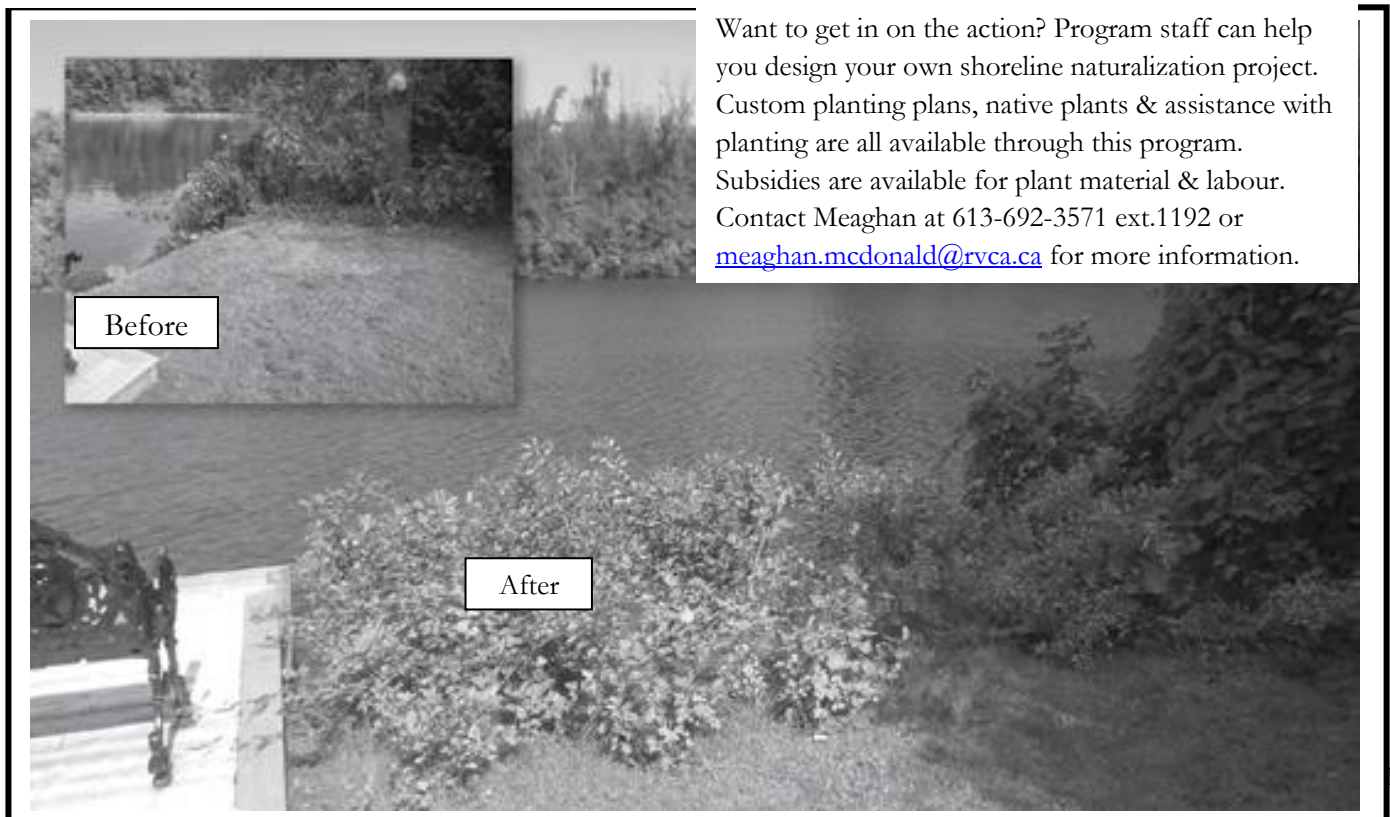 Want to get in on the action? Program staff can help
you design your own shoreline naturalization project.
Custom planting plans, native plants & assistance with
planting are all available through this program.
Subsidies are available for plant material & labour.
Contact Meaghan at 613-692-3571 ext.1192 or
meaghan.mcdonald@rvca.ca for more information.
Before
After